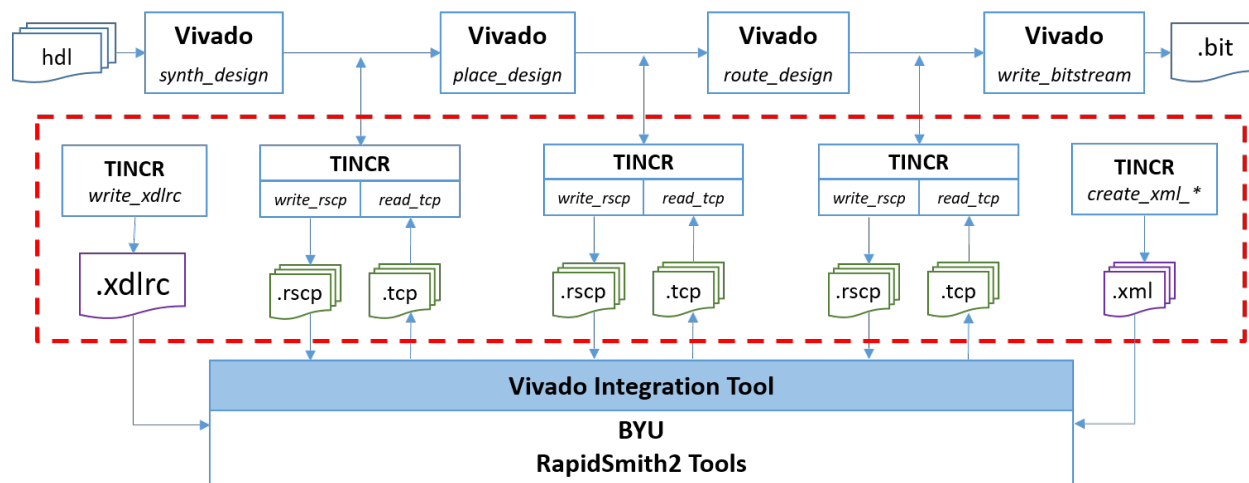 hdl
Vivado
synth_design
Vivado
place_design
Vivado
route_design
Vivado
write_bitstream
.bit
TINCR
write_xdlrc
TINCR
write_rscp
read_tcp
TINCR
write_rscp
read_tcp
TINCR
write_rscp
read_tcp
TINCR
create_xml_*
.xdlrc
.rscp
.tcp
.rscp
.tcp
.rscp
.tcp
.xml
Vivado Integration Tool
BYU
RapidSmith2 Tools